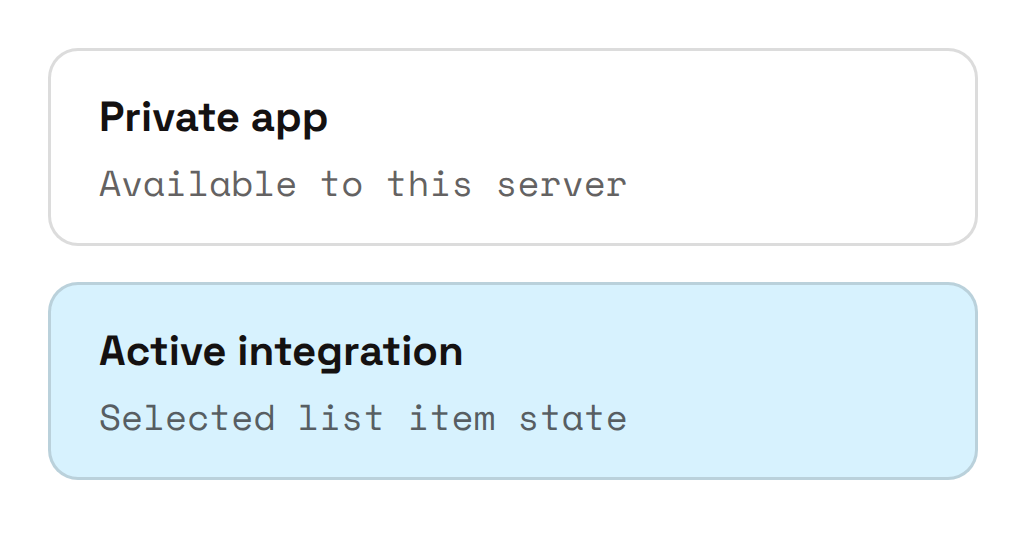 Private app
Available to this server
Active integration
Selected list item state